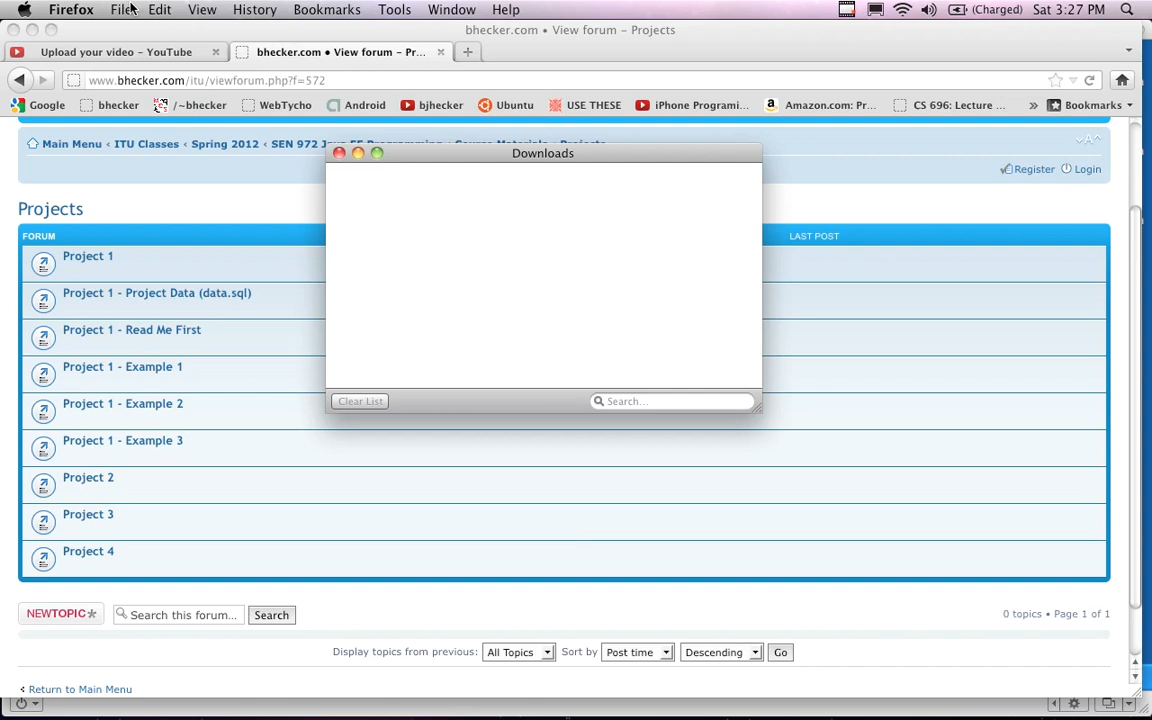 Firefox File Edit View History Bookmarks Tools Window Help (Charged) Sat 3:27 PM
bhecker.com • View forum – Projects
Upload your video – YouTube bhecker.com • View forum – Pr...
www.bhecker.com/itu/viewforum.php?f=572
Google bhecker /~bhecker WebTycho Android bjhecker Ubuntu USE THESE iPhone Programi... Amazon.com: Pr... CS 696: Lecture ... » Bookmarks
Main Menu ‹ ITU Classes ‹ Spring 2012 ‹ SEN 972 Java EE Programming ‹ Course Materials ‹ Projects
Register Login
Downloads
Projects
FORUM LAST POST
Project 1
Project 1 - Project Data (data.sql)
Project 1 - Read Me First
Project 1 - Example 1
Project 1 - Example 2
Project 1 - Example 3
Clear List Search...
Project 2
Project 3
Project 4
NEWTOPIC* Search this forum... Search 0 topics • Page 1 of 1
Display topics from previous: All Topics Sort by Post time Descending Go
Return to Main Menu